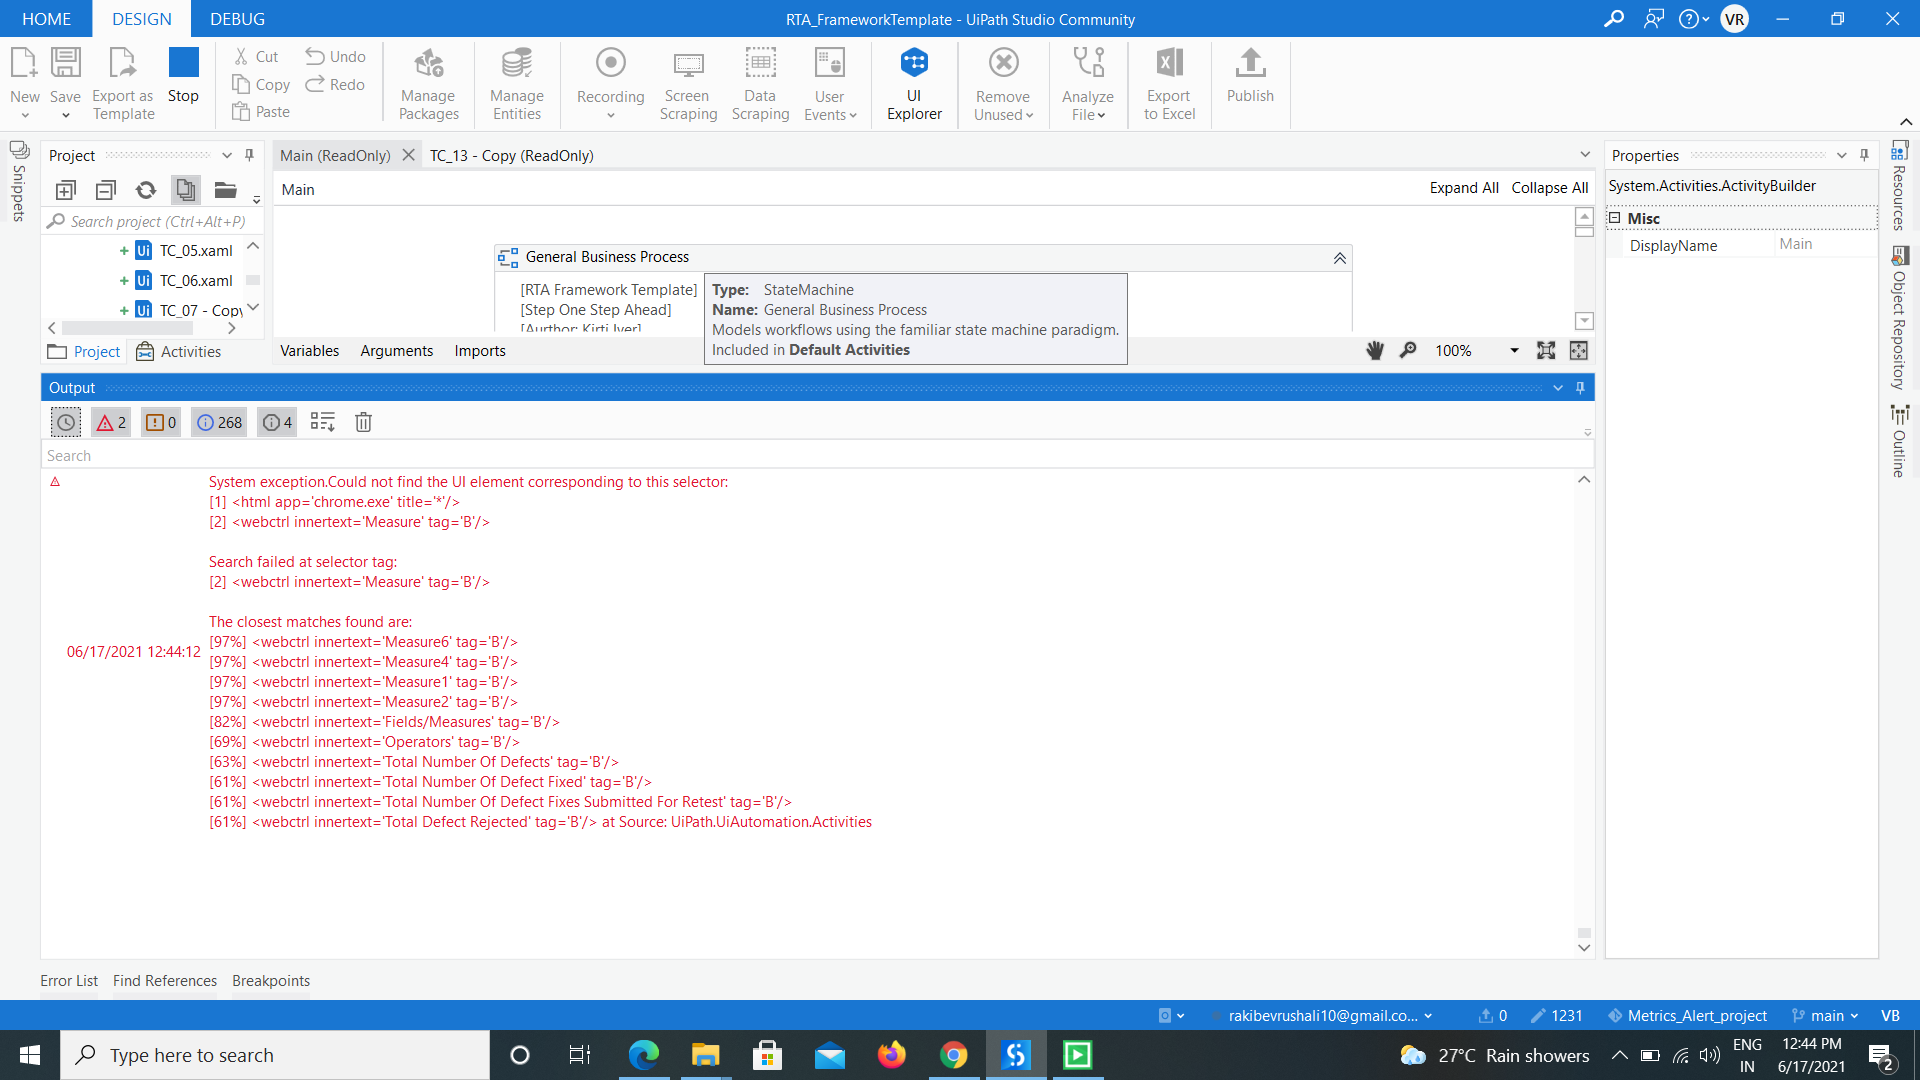 HOME DESIGN DEBUG
RTA_FrameworkTemplate - UiPath Studio Community
VR
New Save Export as Template Stop
Cut Copy Paste Undo Redo
Manage Packages
Manage Entities
Recording
Screen Scraping
Data Scraping
User Events
UI Explorer
Remove Unused
Analyze File
Export to Excel
Publish
Snippets
Project
Search project (Ctrl+Alt+P)
+ Ui TC_05.xaml
+ Ui TC_06.xaml
+ Ui TC_07 - Copy
Project Activities
Main (ReadOnly) TC_13 - Copy (ReadOnly)
Main Expand All Collapse All
General Business Process
[RTA Framework Template]
[Step One Step Ahead]
[Aurthor: Kirti Iyer]
Type: StateMachine
Name: General Business Process
Models workflows using the familiar state machine paradigm.
Included in Default Activities
Variables Arguments Imports
100%
Properties
System.Activities.ActivityBuilder
Misc
DisplayName Main
Resources
Object Repository
Outline
Output
2 0 268 4
Search
System exception.Could not find the UI element corresponding to this selector:
[1] <html app='chrome.exe' title='*'/>
[2] <webctrl innertext='Measure' tag='B'/>
Search failed at selector tag:
[2] <webctrl innertext='Measure' tag='B'/>
The closest matches found are:
[97%] <webctrl innertext='Measure6' tag='B'/>
06/17/2021 12:44:12
[97%] <webctrl innertext='Measure4' tag='B'/>
[97%] <webctrl innertext='Measure1' tag='B'/>
[97%] <webctrl innertext='Measure2' tag='B'/>
[82%] <webctrl innertext='Fields/Measures' tag='B'/>
[69%] <webctrl innertext='Operators' tag='B'/>
[63%] <webctrl innertext='Total Number Of Defects' tag='B'/>
[61%] <webctrl innertext='Total Number Of Defect Fixed' tag='B'/>
[61%] <webctrl innertext='Total Number Of Defect Fixes Submitted For Retest' tag='B'/>
[61%] <webctrl innertext='Total Defect Rejected' tag='B'/> at Source: UiPath.UiAutomation.Activities
Error List Find References Breakpoints
rakibevrushali10@gmail.co... 0 1231 Metrics_Alert_project main VB
Type here to search
27°C Rain showers
ENG
IN
12:44 PM
6/17/2021
2